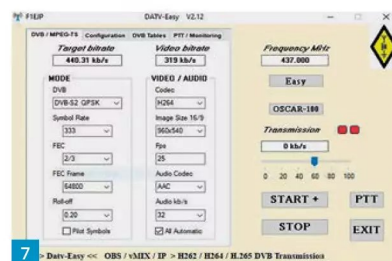 F1EJP DATV-Easy V2.12
DVB / MPEG-TS Configuration DVB Tables PTT / Monitoring
Target bitrate
440.31 kb/s
Video bitrate
319 kb/s
Frequency MHz
437.000
MODE
DVB
DVB-S2 QPSK
Symbol Rate
333
FEC
2/3
FEC Frame
64800
Roll-off
0.20
Pilot Symbols
VIDEO / AUDIO
Codec
H264
Image Size 16/9
960x540
Fps
25
Audio Codec
AAC
Audio kb/s
32
All Automatic
Easy
OSCAR-100
Transmission
0 kb/s
0 20 40 60 80 100
START + PTT
STOP EXIT
7
> Datv-Easy << OBS / vMIX / IP > H262 / H264 / H.265 DVB Transmission